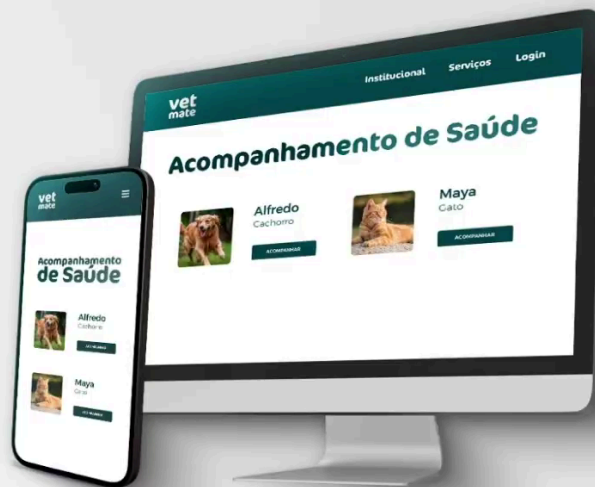 vet
mate
Institucional
Serviços
Login
Acompanhamento de Saúde
Alfredo
Cachorro
ACOMPANHAR
Maya
Gato
ACOMPANHAR
vet
mate
Acompanhamento
de Saúde
Alfredo
Cachorro
Maya
Gato